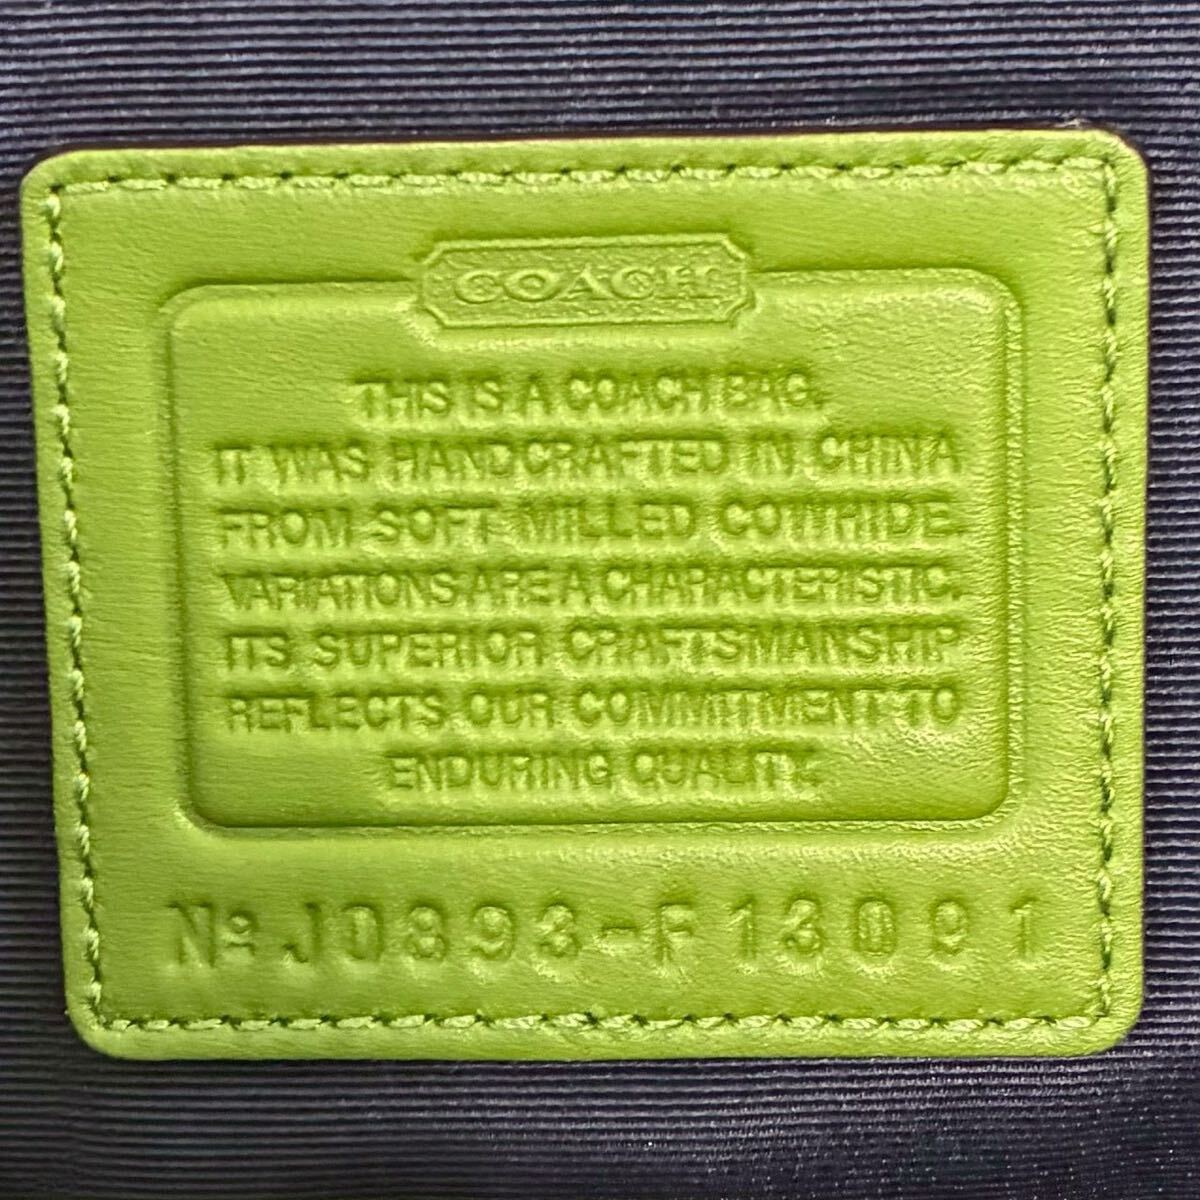 COACH
THIS IS A COACH BAG.
IT WAS HANDCRAFTED IN CHINA
FROM SOFT MILLED COWHIDE.
VARIATIONS ARE A CHARACTERISTIC.
ITS SUPERIOR CRAFTSMANSHIP
REFLECTS OUR COMMITMENT TO
ENDURING QUALITY.
Nº J0893-F13091